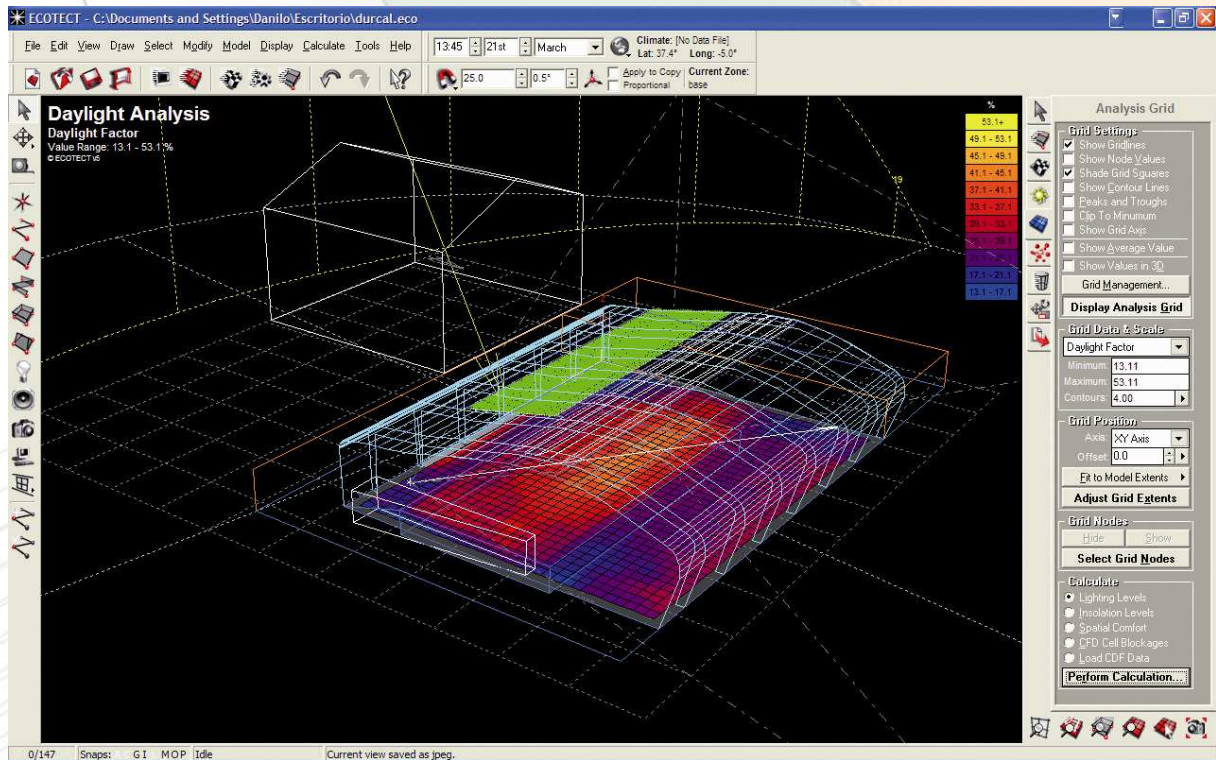 ECOTECT - C:\Documents and Settings\Danilo\Escritorio\durcal.eco
File Edit View Draw Select Modify Model Display Calculate Tools Help
13:45 21st March
Climate: [No Data File]
Lat: 37.4° Long: -5.0°
25.0 0.5°
Apply to Copy
Proportional
Current Zone:
base
Daylight Analysis
Daylight Factor
Value Range: 13.1 - 53.1 %
© ECOTECT v5
19
%
53.1+
49.1 - 53.1
45.1 - 49.1
41.1 - 45.1
37.1 - 41.1
33.1 - 37.1
29.1 - 33.1
17.1 - 21.1
13.1 - 17.1
Analysis Grid
Grid Settings
Show Gridlines
Show Node Values
Shade Grid Squares
Show Contour Lines
Peaks and Troughs
Clip To Minumum
Show Grid Axis
Show Average Value
Show Values in 3D
Grid Management...
Display Analysis Grid
Grid Data & Scale
Daylight Factor
Minimum: 13.11
Maximum: 53.11
Contours: 4.00
Grid Position
Axis: XY Axis
Offset: 0.0
Fit to Model Extents
Adjust Grid Extents
Grid Nodes
Hide Show
Select Grid Nodes
Calculate
Lighting Levels
Insolation Levels
Spatial Comfort
CFD Cell Blockages
Load CDF Data
Perform Calculation...
0/147 Snaps: G I M O P Idle Current view saved as jpeg.